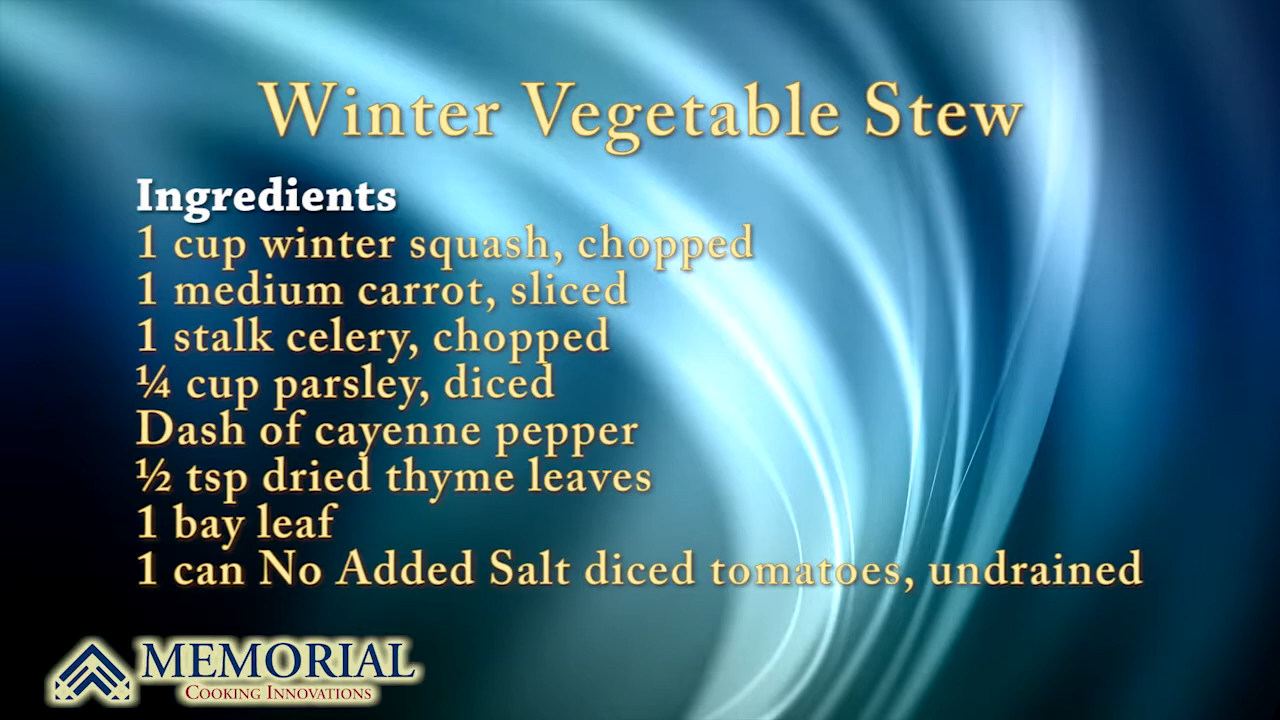 Winter Vegetable Stew
Ingredients
1 cup winter squash, chopped
1 medium carrot, sliced
1 stalk celery, chopped
¼ cup parsley, diced
Dash of cayenne pepper
½ tsp dried thyme leaves
1 bay leaf
1 can No Added Salt diced tomatoes, undrained
MEMORIAL
COOKING INNOVATIONS